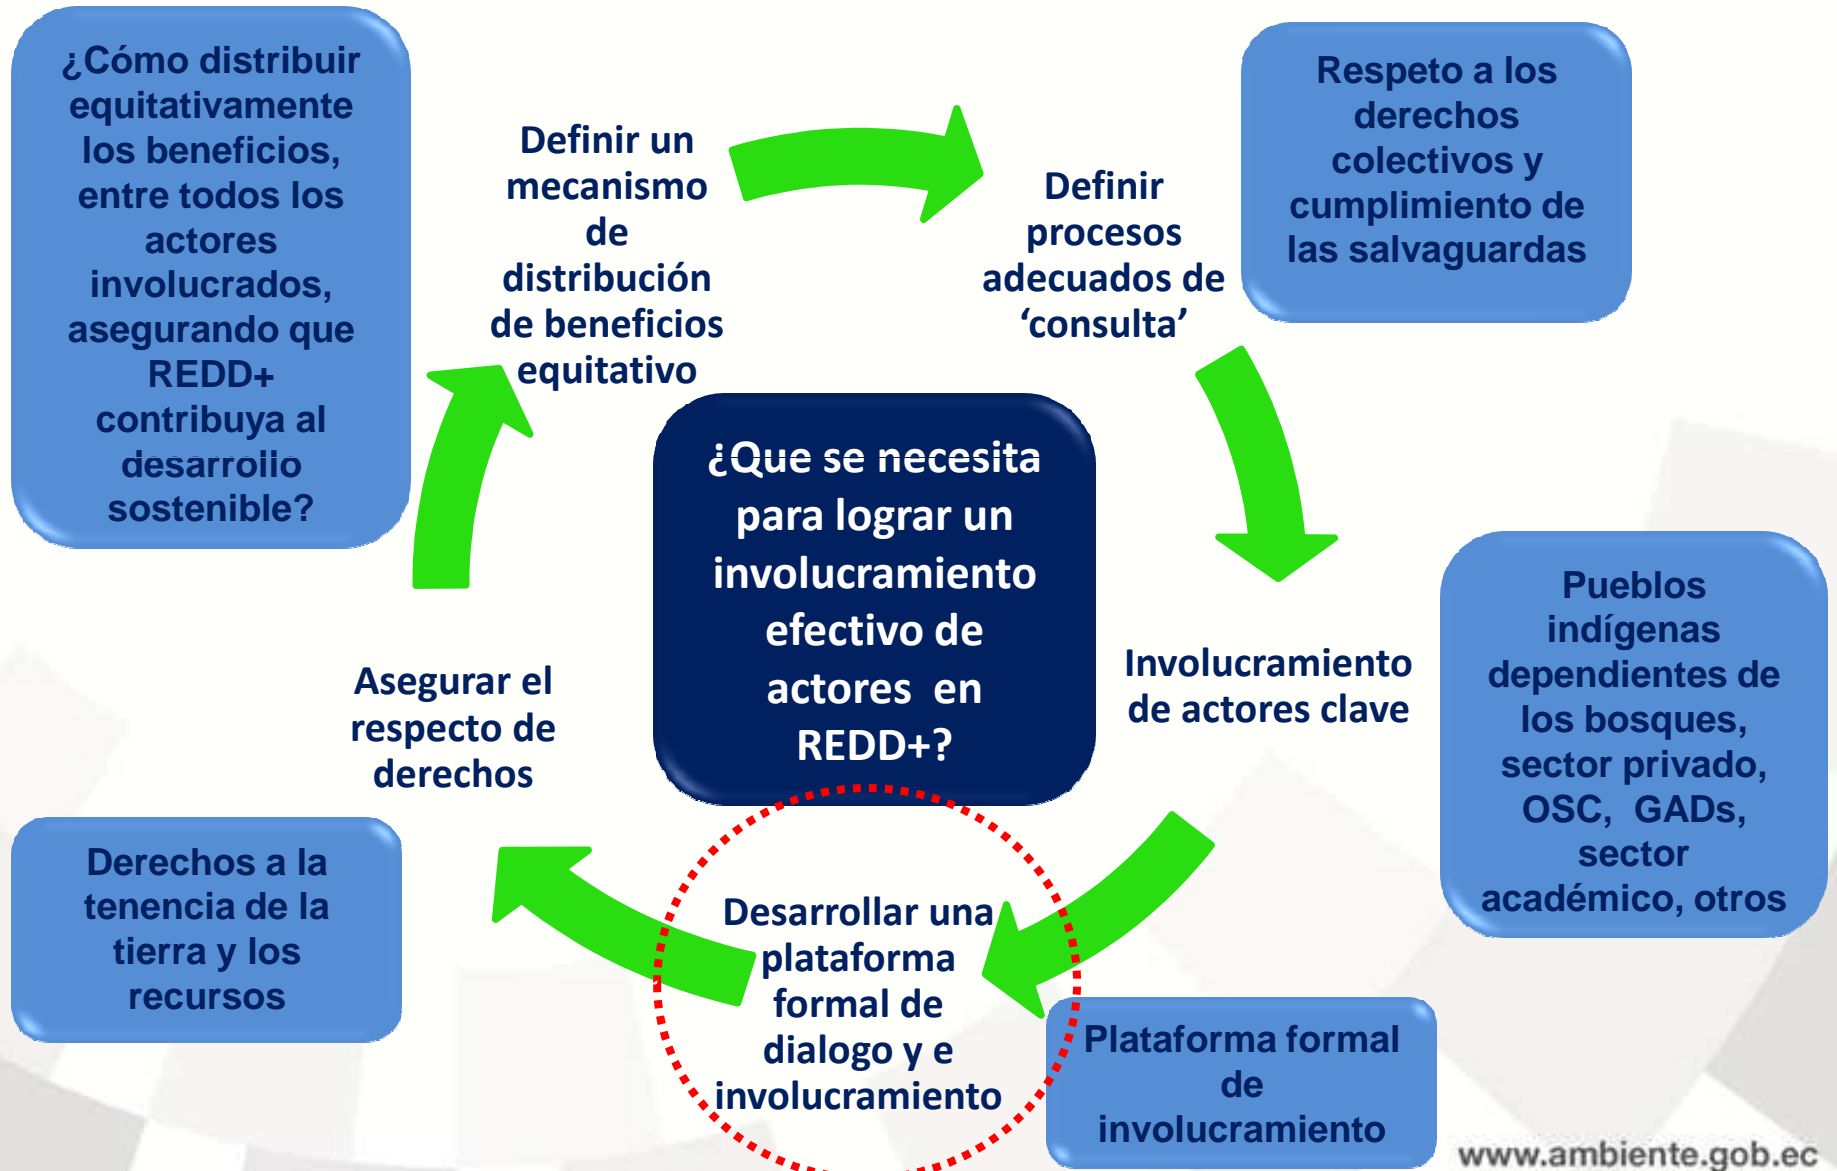 ¿Cómo distribuir
equitativamente
los beneficios,
entre todos los
actores
involucrados,
asegurando que
REDD+
contribuya al
desarrollo
sostenible?
Definir un
mecanismo
de
distribución
de beneficios
equitativo
Definir
procesos
adecuados de
‘consulta’
Respeto a los
derechos
colectivos y
cumplimiento de
las salvaguardas
¿Que se necesita
para lograr un
involucramiento
efectivo de
actores en
REDD+?
Involucramiento
de actores clave
Pueblos
indígenas
dependientes de
los bosques,
sector privado,
OSC, GADs,
sector
académico, otros
Asegurar el
respecto de
derechos
Derechos a la
tenencia de la
tierra y los
recursos
Desarrollar una
plataforma
formal de
dialogo y e
involucramiento
Plataforma formal
de
involucramiento
www.ambiente.gob.ec